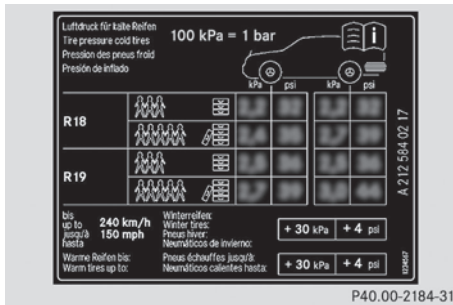 Luftdruck für kalte Reifen
Tire pressure cold tires
Pression des pneus froid
Presión de inflado
100 kPa = 1 bar
i
kPa psi kPa psi
R18
R19
A 212 584 02 17
bis
up to
jusqu'à
hasta
240 km/h
150 mph
Winterreifen:
Winter tires:
Pneus hiver:
Neumáticos de invierno:
+ 30 kPa + 4 psi
Warme Reifen bis:
Warm tires up to:
Pneus échauffes jusqu'à:
Neumáticos calientes hasta:
+ 30 kPa + 4 psi
1234567
P40.00-2184-31